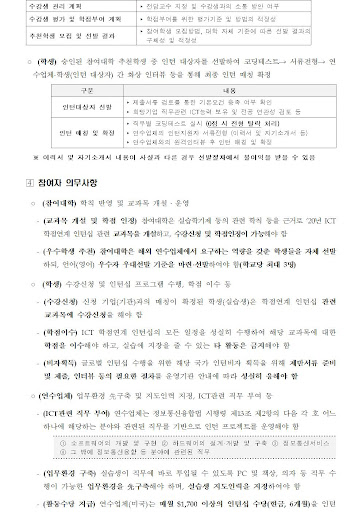 수강생 관리 계획
• 전담교수 지정 및 수강생과의 소통 방안 여부
수강생 평가 및 학점부여 계획
• 학점부여를 위한 평가기준 및 방법의 적정성
추천학생 모집 및 선발 결과
• 참여학생 모집방법, 대학 자체 기준에 따른 선발 결과의
구체성 및 적정성
ㅇ (학생) 승인된 참여대학 추천학생 중 인턴 대상자를 선발하여 코딩테스트→ 서류전형→ 연
수업체-학생(인턴 대상자) 간 화상 인터뷰 등을 통해 최종 인턴 매칭 확정
구분
내용
인턴대상자 선발
• 제출서류 검토를 통한 기본요건 충족 여부 확인
• 희망기업 직무관련 ICT능력 보유 및 전공 연관성 검토 등
인턴 매칭 및 확정
• 직무별 코딩테스트 실시 (0점 시 전형 탈락 처리)
• 연수업체의 인턴지원자 서류전형 (이력서 및 자기소개서 등)
• 연수업체와의 원격인터뷰 후 인턴 매칭 및 확정
※ 이력서 및 자기소개서 내용이 사실과 다른 경우 선발절차에서 불이익을 받을 수 있음
4 참여자 의무사항
ㅇ (참여대학) 학칙 반영 및 교과목 개설·운영
- (교과목 개설 및 학점 인정) 참여대학은 실습학기제 등의 관련 학칙 등을 근거로 '20년 ICT
학점연계 인턴십 관련 교과목을 개설하고, 수강신청 및 학점인정이 가능해야 함
- (우수학생 추천) 참여대학은 해외 연수업체에서 요구하는 역량을 갖춘 학생들을 자체 선발
하되, 언어(영어) 우수자 우대선발 기준을 마련·선발하여야 함(학교당 최대 5명)
ㅇ (학생) 수강신청 및 인턴십 프로그램 수행, 학점 이수 등
- (수강신청) 신청 기업(기관)과의 매칭이 확정된 학생(실습생)은 학점연계 인턴십 관련
교과목에 수강신청을 해야 함
- (학점이수) ICT 학점연계 인턴십의 모든 일정을 성실히 수행하여 해당 교과목에 대한
학점을 이수해야 하고, 실습에 지장을 줄 수 있는 타 활동은 금지해야 함
- (비자획득) 글로벌 인턴십 수행을 위한 해당 국가 인턴비자 획득을 위해 제반서류 준비
및 제출, 인터뷰 등의 필요한 절차를 운영기관 안내에 따라 성실히 응해야 함
ㅇ (연수업체) 업무환경 先구축 및 지도인력 지정, ICT관련 직무 부여 등
- (ICT관련 직무 부여) 연수업체는 정보통신산업법 시행령 제15조 제2항의 다음 각 호 어느
하나에 해당하는 분야와 관련된 직무를 기반으로 인턴 프로젝트를 운영해야 함
① 소프트웨어의 개발 및 구현 ② 하드웨어의 설계·개발 및 구축 ③ 정보통신서비스
④ 그 밖에 정보통신융합 등 분야에 관련된 직무
- (업무환경 구축) 실습생이 직무에 바로 투입될 수 있도록 PC 및 책상, 의자 등 직무 수
행이 가능한 업무환경을 先구축해야 하며, 실습생 지도인력을 지정하여야 함
- (활동수당 지급) 연수업체(미국)는 매월 $1,700 이상의 인턴십 수당(현금, 6개월)을 인턴